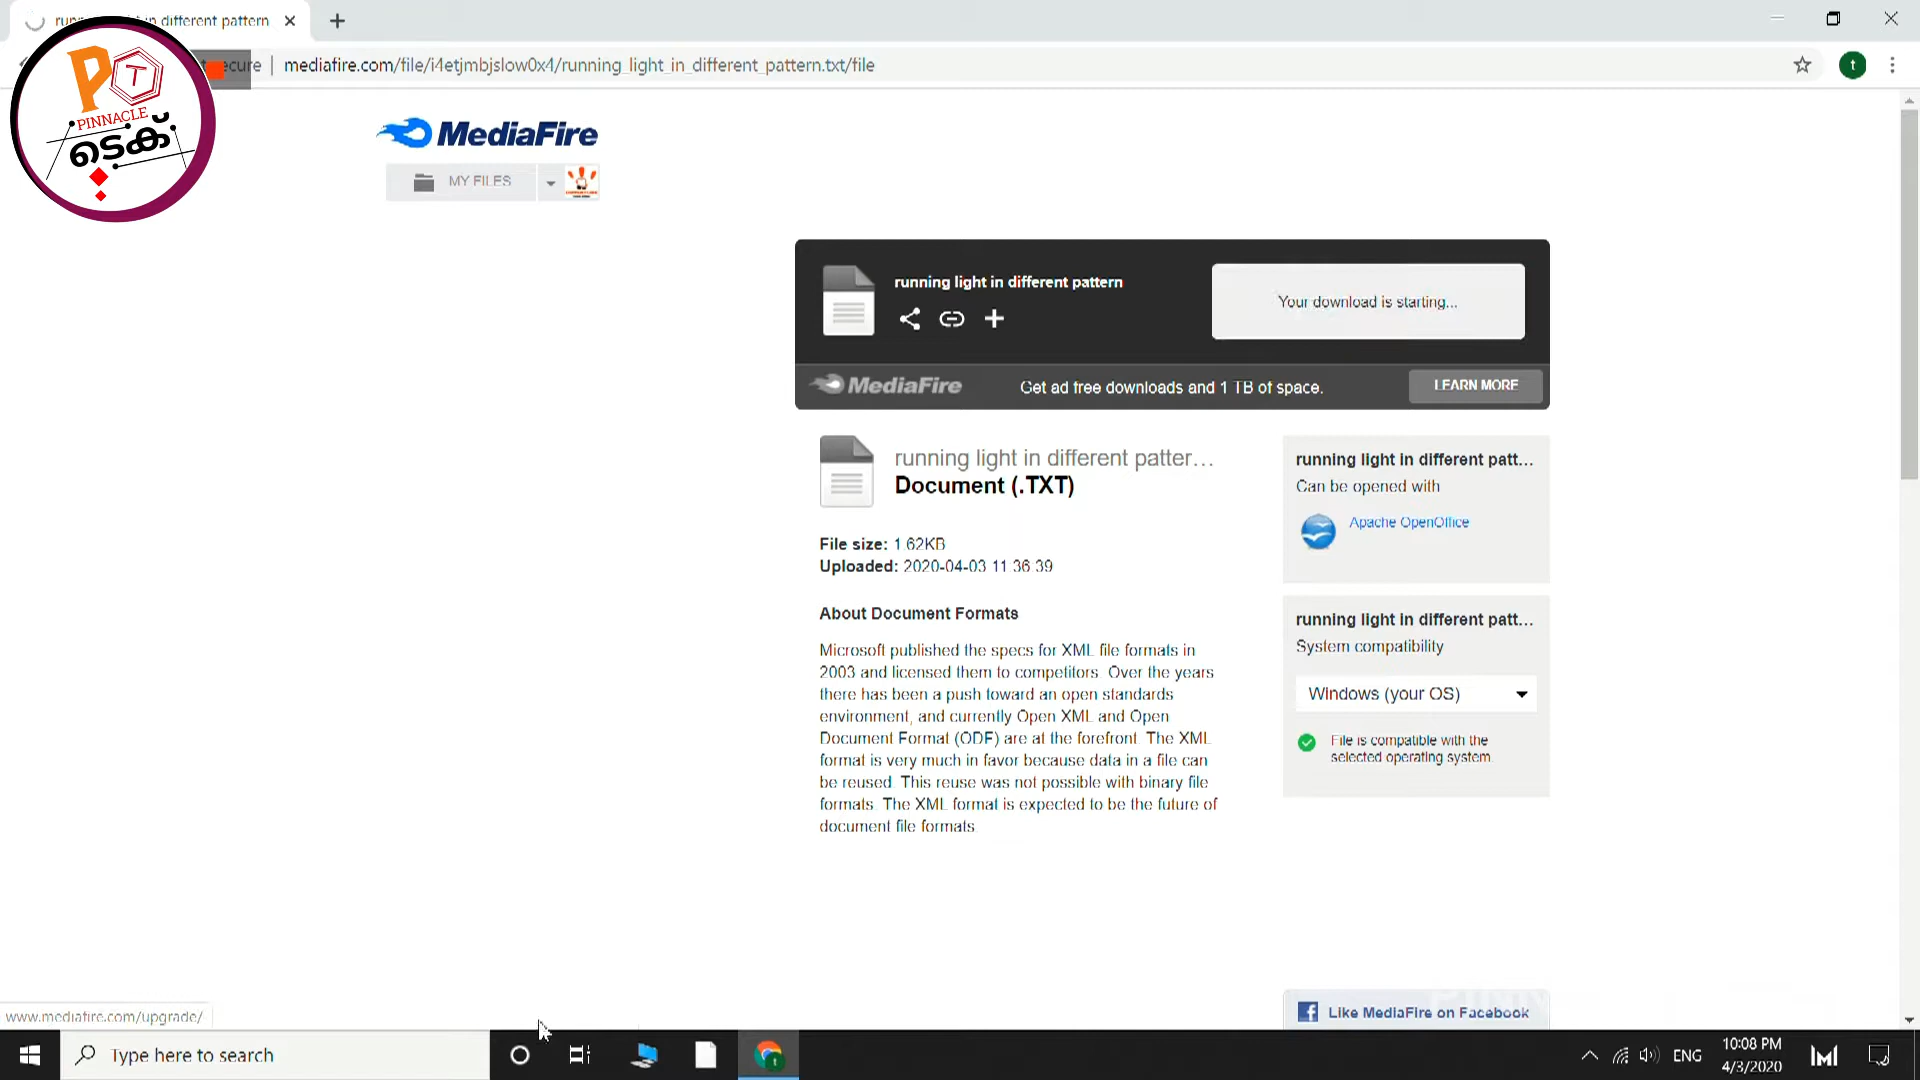 running light in different pattern
PINNACLE
ടെക്
ecure | mediafire.com/file/i4etjmbjslow0x4/running_light_in_different_pattern.txt/file
t
MediaFire
MY FILES
running light in different pattern
Your download is starting...
MediaFire
Get ad free downloads and 1 TB of space.
LEARN MORE
running light in different patter...
Document (.TXT)
File size: 1.62KB
Uploaded: 2020-04-03 11:36:39
About Document Formats
Microsoft published the specs for XML file formats in
2003 and licensed them to competitors. Over the years
there has been a push toward an open standards
environment, and currently Open XML and Open
Document Format (ODF) are at the forefront. The XML
format is very much in favor because data in a file can
be reused. This reuse was not possible with binary file
formats. The XML format is expected to be the future of
document file formats.
running light in different patt...
Can be opened with
Apache OpenOffice
running light in different patt...
System compatibility
Windows (your OS)
File is compatible with the
selected operating system.
Like MediaFire on Facebook
www.mediafire.com/upgrade/
Type here to search
ENG
10:08 PM
4/3/2020